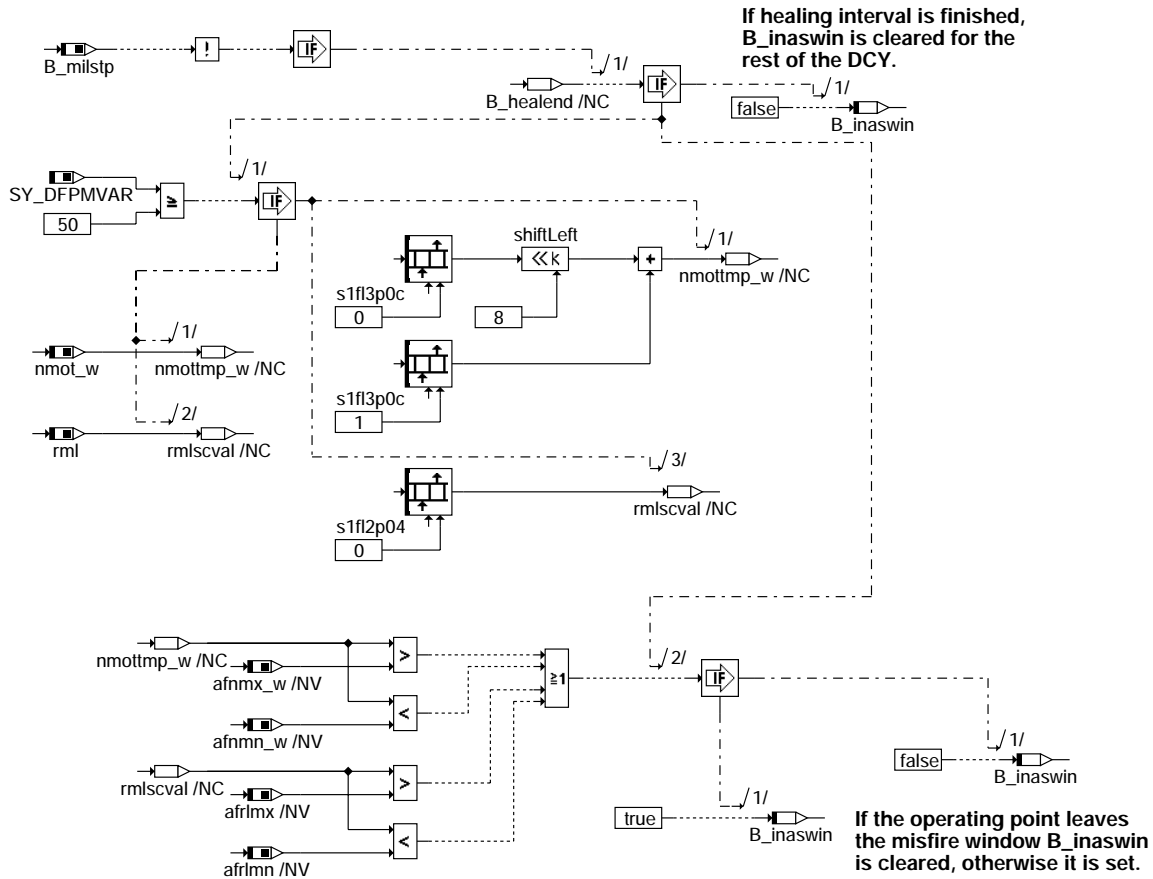 If healing interval is finished,
B_inaswin is cleared for the
rest of the DCY.
B_milstp
!
IF
/1/
B_healend /NC
IF
/1/
false
B_inaswin
/1/
SY_DFPMVAR
50
≥
IF
/1/
nmottmp_w /NC
shiftLeft
<<k
+
s1fl3p0c
0
8
/1/
nmot_w
nmottmp_w /NC
s1fl3p0c
1
/2/
rml
rmlscval /NC
/3/
rmlscval /NC
s1fl2p04
0
nmottmp_w /NC
>
afnmx_w /NV
<
afnmn_w /NV
≥1
/2/
IF
rmlscval /NC
>
afrlmx /NV
<
afrlmn /NV
/1/
false
B_inaswin
/1/
true
B_inaswin
If the operating point leaves
the misfire window B_inaswin
is cleared, otherwise it is set.